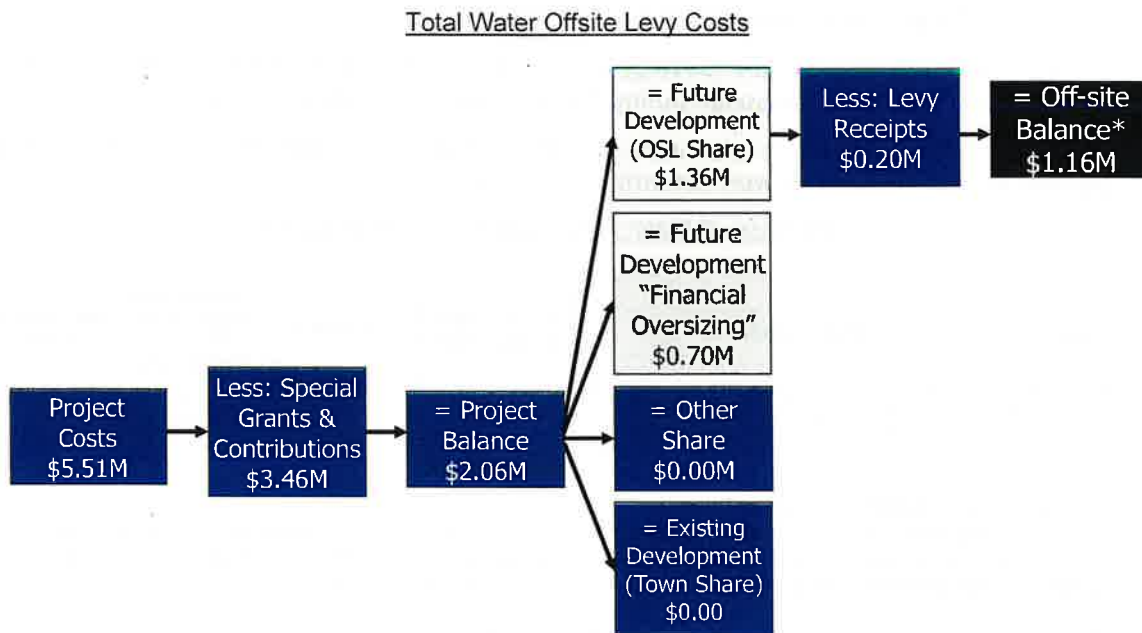 Total Water Offsite Levy Costs
= Future
Development
(OSL Share)
$1.36M
Less: Levy
Receipts
$0.20M
= Off-site
Balance*
$1.16M
= Future
Development
"Financial
Oversizing"
$0.70M
Project
Costs
$5.51M
Less: Special
Grants &
Contributions
$3.46M
= Project
Balance
$2.06M
= Other
Share
$0.00M
= Existing
Development
(Town Share)
$0.00